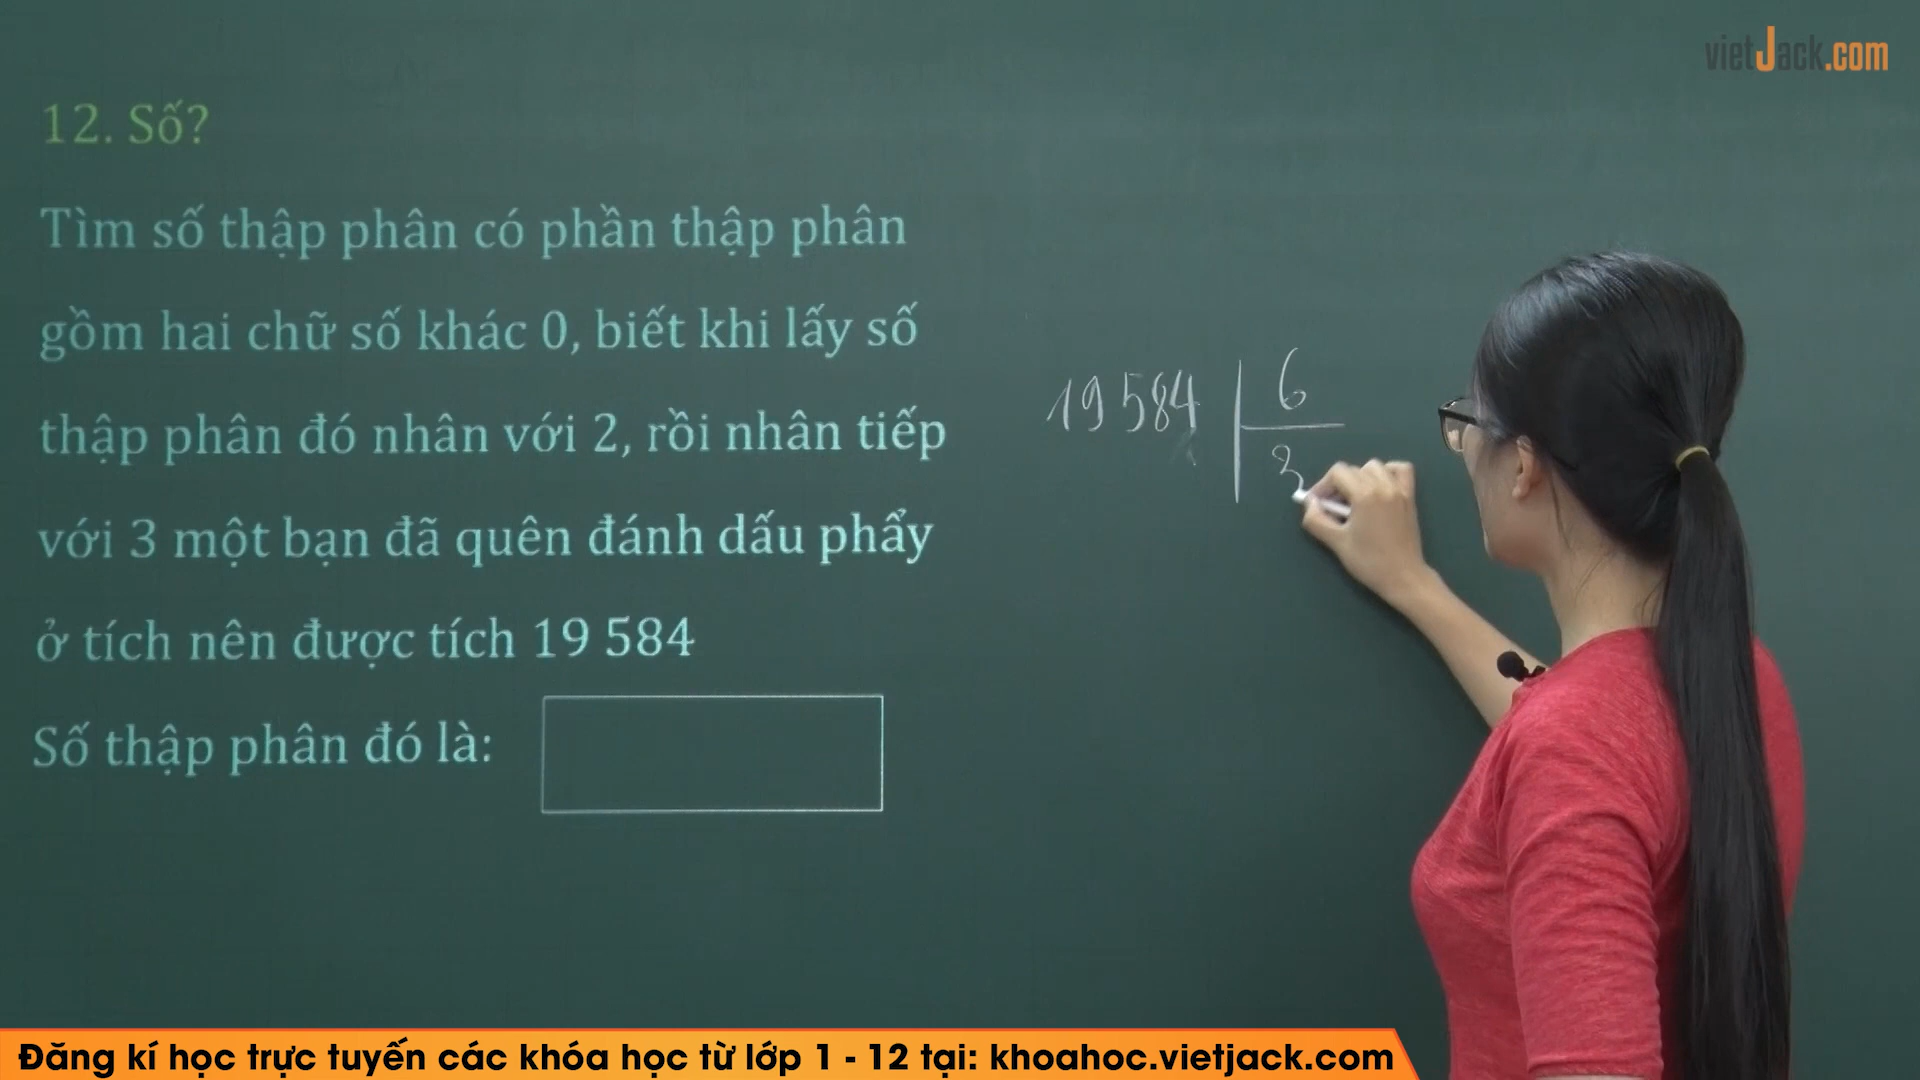 vietJack.com
12. Số?
Tìm số thập phân có phần thập phân
gồm hai chữ số khác 0, biết khi lấy số
thập phân đó nhân với 2, rồi nhân tiếp
với 3 một bạn đã quên đánh dấu phẩy
ở tích nên được tích 19 584
Số thập phân đó là:
19584 6
3
Đăng kí học trực tuyến các khóa học từ lớp 1 - 12 tại: khoahoc.vietjack.com